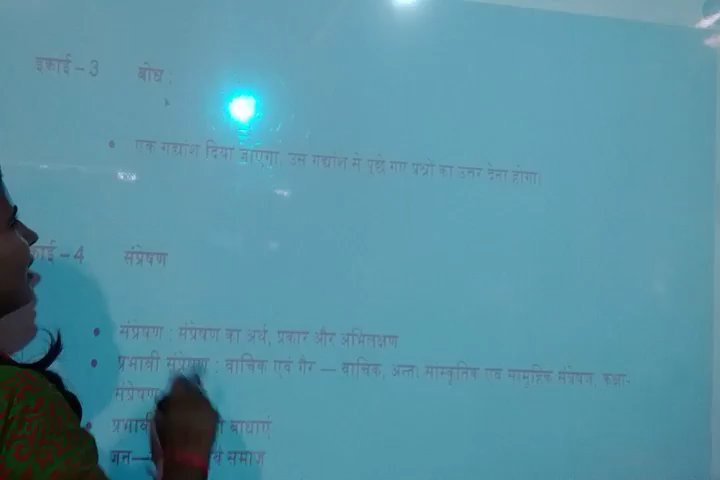 इकाई – 3 बोध :
• एक गद्यांश दिया जाएगा, उस गद्यांश से पूछे गए प्रश्नों का उत्तर देना होगा।
काई – 4 संप्रेषण
• संप्रेषण : संप्रेषण का अर्थ, प्रकार और अभिलक्षण
• प्रभावी संप्रेषण : वाचिक एवं गैर — वाचिक, अन्त: सांस्कृतिक एवं सामुहिक संप्रेषण, कक्षा-
संप्रेषण
• प्रभावी बाधाएं
जन— समाज